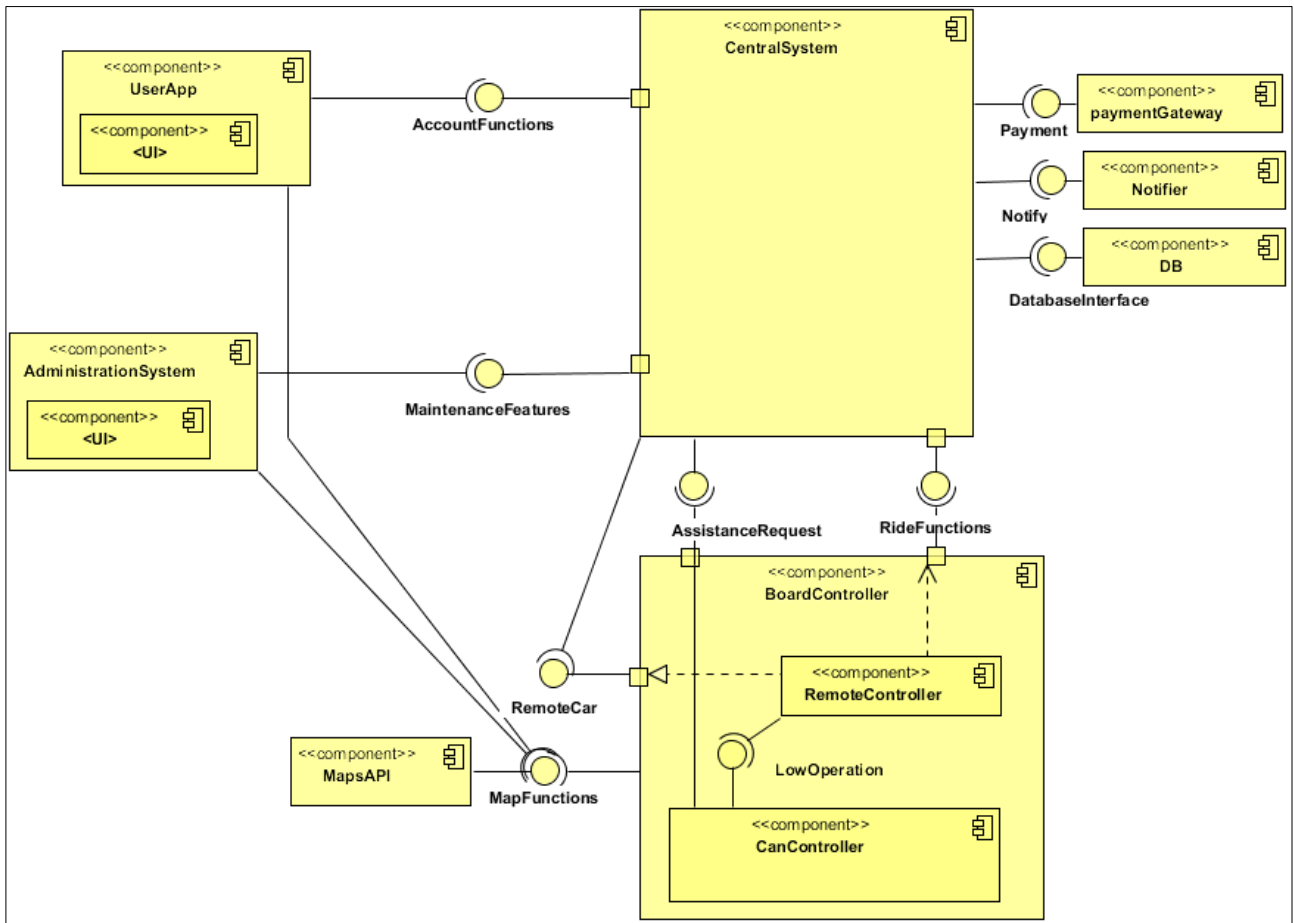 <<component>>
CentralSystem
<<component>>
UserApp
<<component>>
<UI>
AccountFunctions
<<component>>
paymentGateway
Payment
<<component>>
Notifier
Notify
<<component>>
DB
DatabaseInterface
<<component>>
AdministrationSystem
<<component>>
<UI>
MaintenanceFeatures
AssistanceRequest
RideFunctions
<<component>>
BoardController
<<component>>
RemoteController
RemoteCar
LowOperation
<<component>>
MapsAPI
MapFunctions
<<component>>
CanController